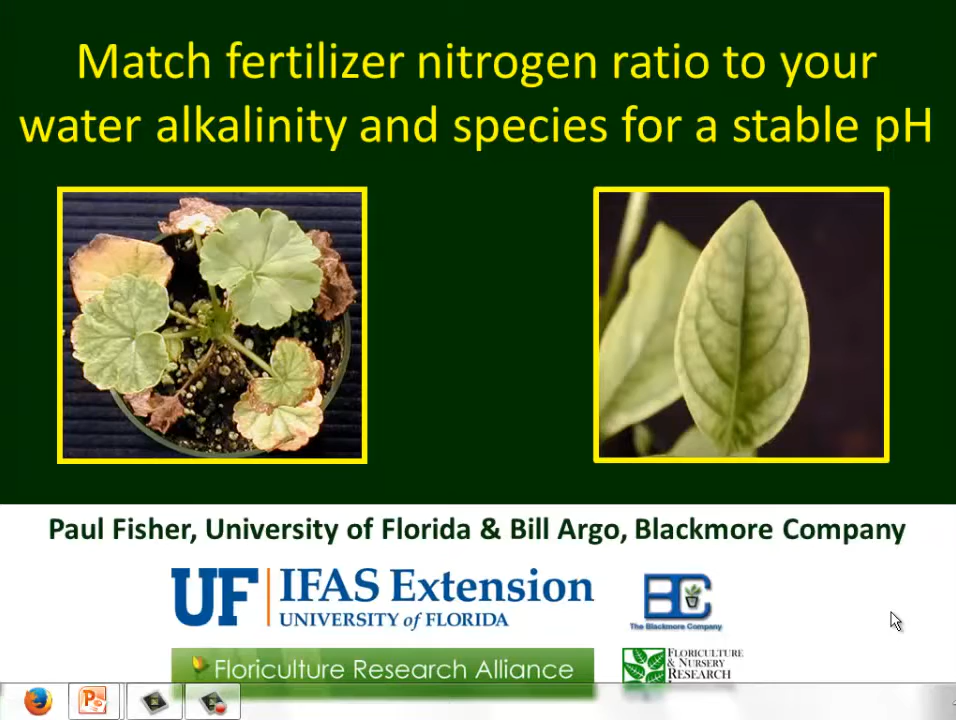 Match fertilizer nitrogen ratio to your
water alkalinity and species for a stable pH
Paul Fisher, University of Florida & Bill Argo, Blackmore Company
UF IFAS Extension
UNIVERSITY of FLORIDA
BC
The Blackmore Company
Floriculture Research Alliance
FLORICULTURE
& NURSERY
RESEARCH